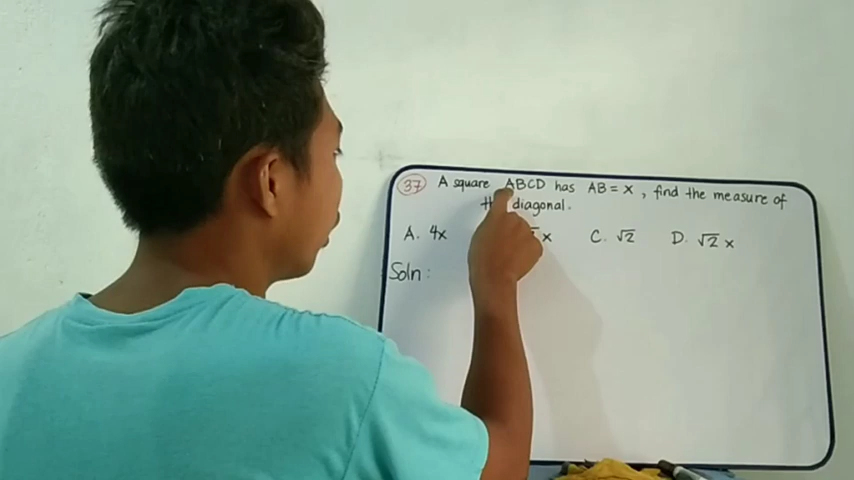 37 A square ABCD has AB = x , find the measure of
diagonal.
A. 4x x C. √2 D. √2 x
Soln :